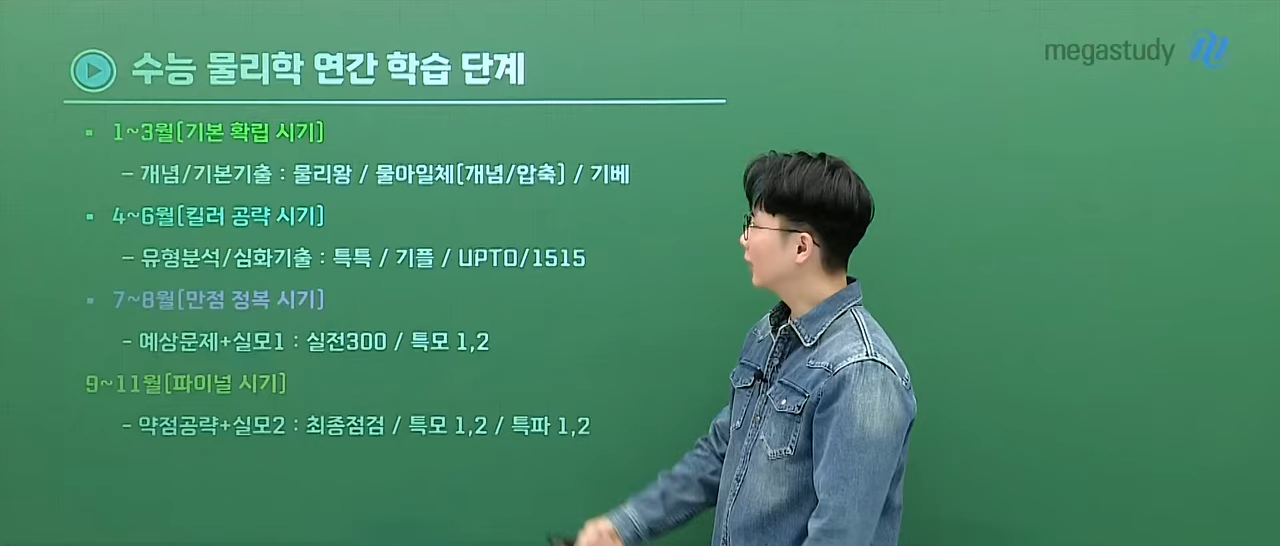 수능 물리학 연간 학습 단계
megastudy
▪ 1~3월[기본 확립 시기]
– 개념/기본기출 : 물리왕 / 물아일체[개념/압축] / 기베
▪ 4~6월[킬러 공략 시기]
– 유형분석/심화기출 : 특특 / 기플 / UPTO/1515
▪ 7~8월[만점 정복 시기]
– 예상문제+실모1 : 실전300 / 특모 1,2
9~11월[파이널 시기]
– 약점공략+실모2 : 최종점검 / 특모 1,2 / 특파 1,2